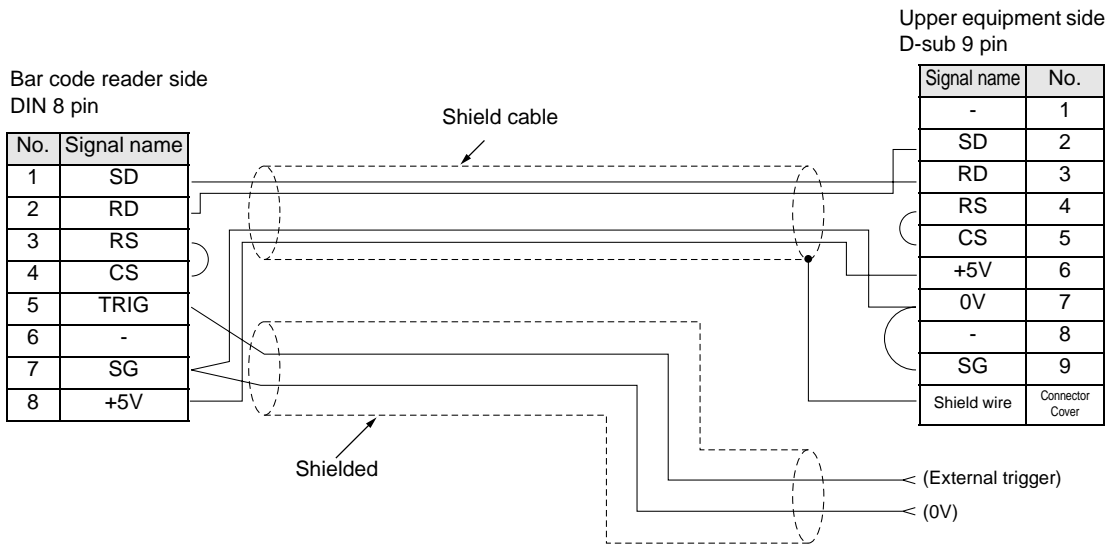 Upper equipment side
D-sub 9 pin
Bar code reader side
DIN 8 pin
Shield cable
No. Signal name
1 SD
2 RD
3 RS
4 CS
5 TRIG
6 -
7 SG
8 +5V
Signal name No.
- 1
SD 2
RD 3
RS 4
CS 5
+5V 6
0V 7
- 8
SG 9
Shield wire Connector
Cover
Shielded
(External trigger)
(0V)